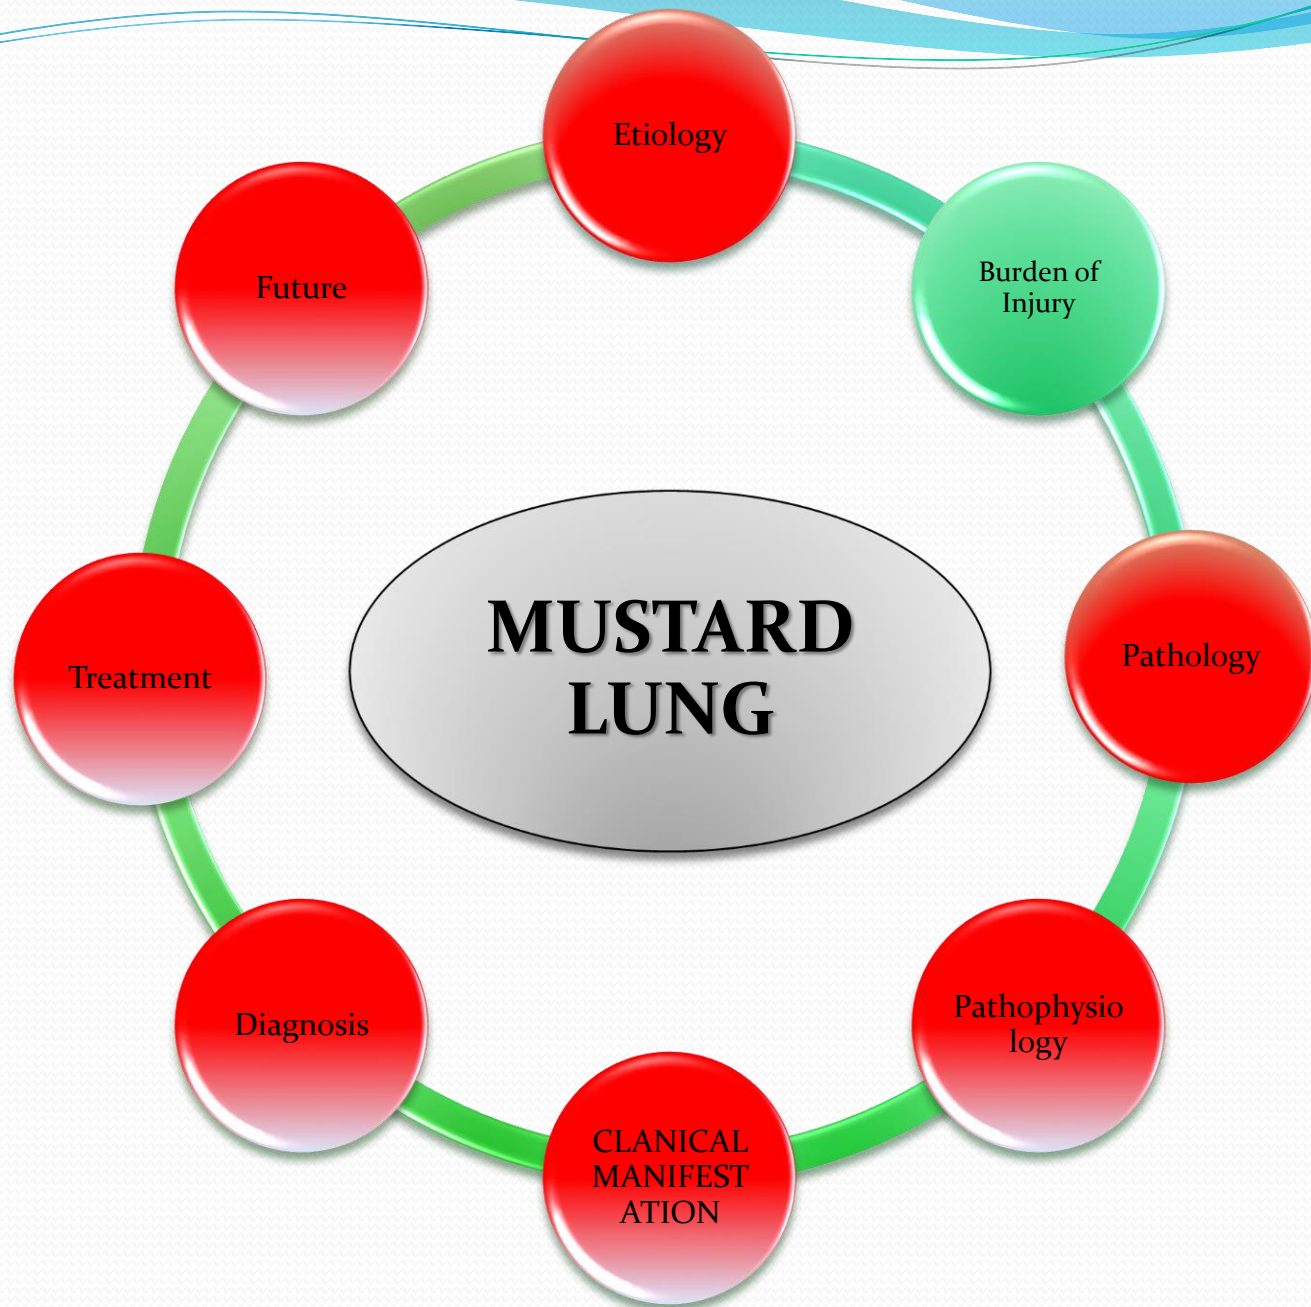 Etiology
Burden of
Injury
Pathology
Pathophysio
logy
CLANICAL
MANIFEST
ATION
Diagnosis
Treatment
Future
MUSTARD
LUNG